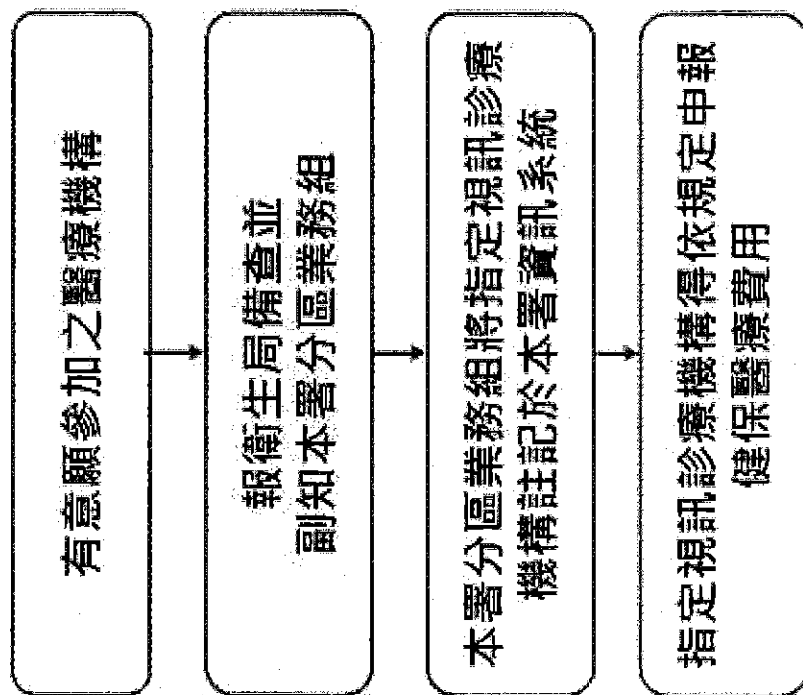 有意願參加之醫療機構
報衛生局備查並
副知本署分區業務組
本署分區業務組將指定視訊診療
機構註記於本署資訊系統
指定視訊診療機構得依規定申報
健保醫療費用